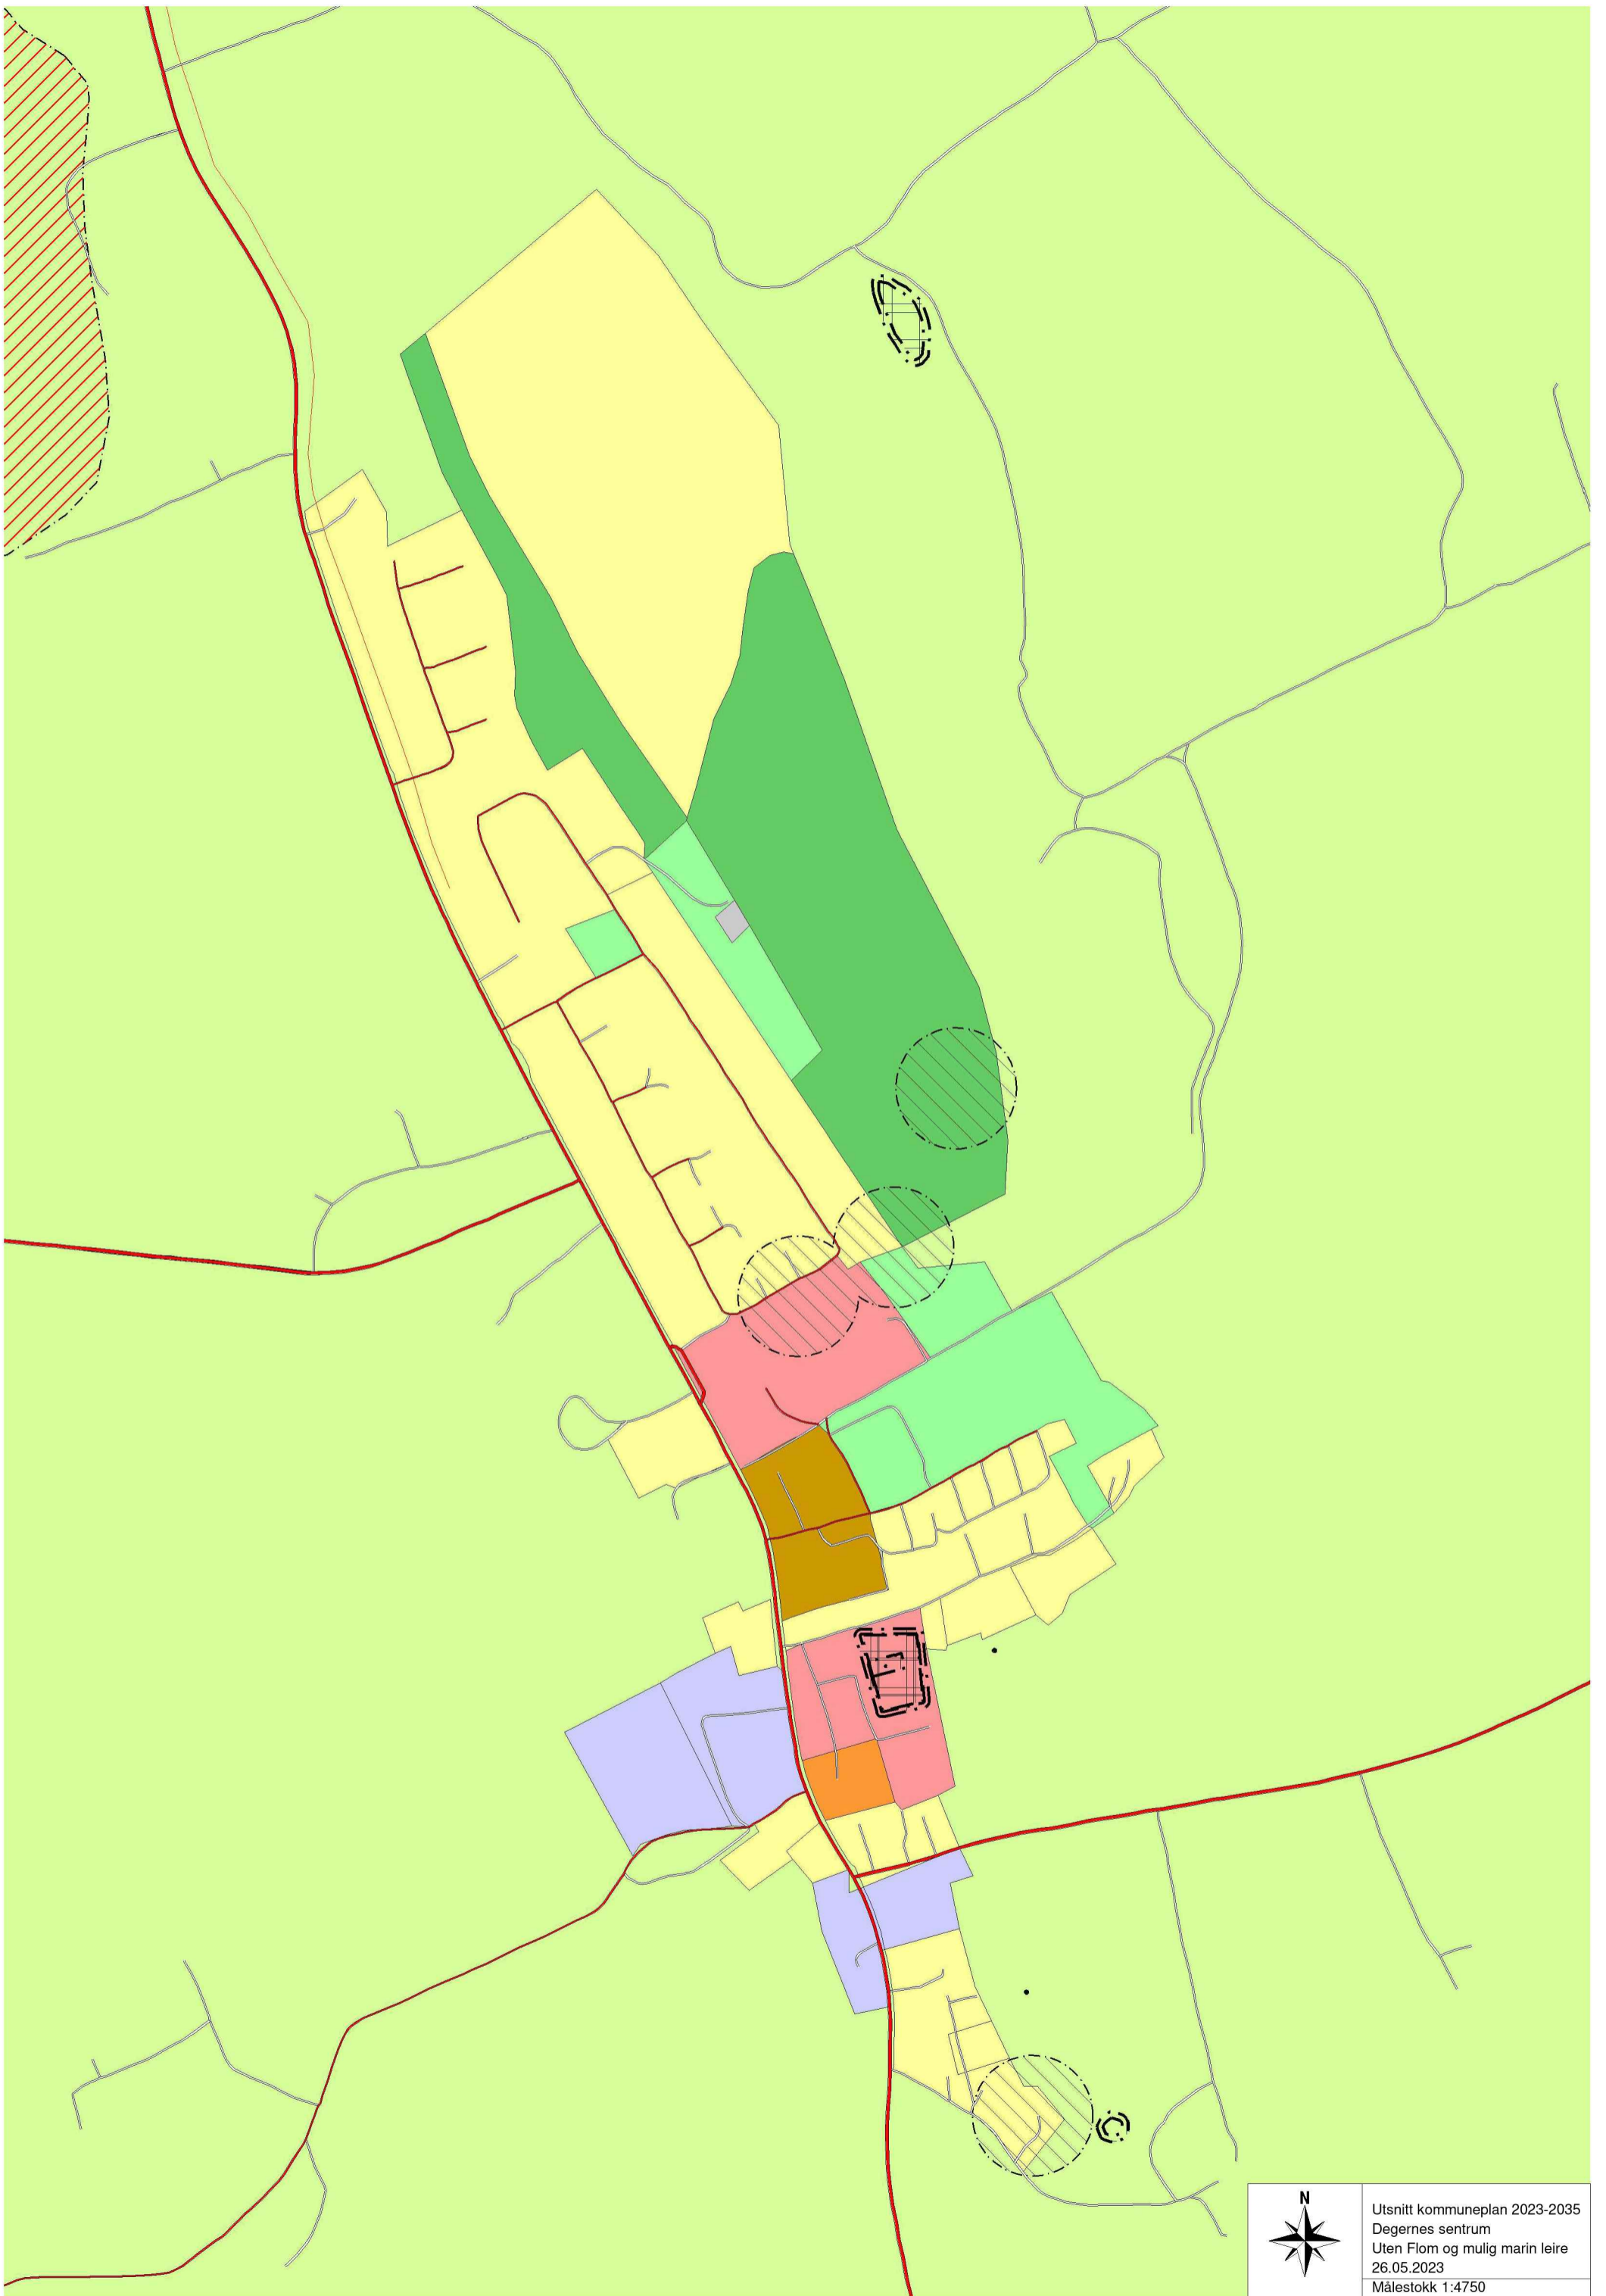 N
Utsnitt kommuneplan 2023-2035
Degernes sentrum
Uten Flom og mulig marin leire
26.05.2023
Målestokk 1:4750